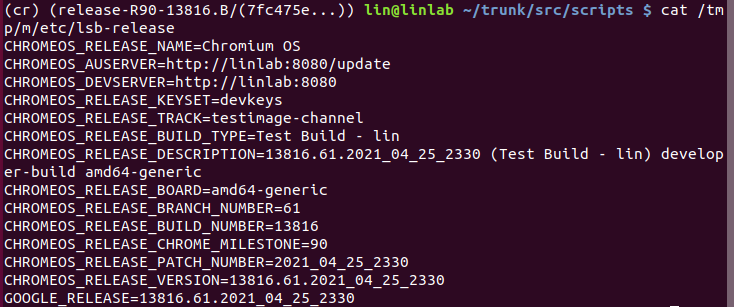 (cr) (release-R90-13816.B/(7fc475e...)) lin@linlab ~/trunk/src/scripts $ cat /tm
p/m/etc/lsb-release
CHROMEOS_RELEASE_NAME=Chromium OS
CHROMEOS_AUSERVER=http://linlab:8080/update
CHROMEOS_DEVSERVER=http://linlab:8080
CHROMEOS_RELEASE_KEYSET=devkeys
CHROMEOS_RELEASE_TRACK=testimage-channel
CHROMEOS_RELEASE_BUILD_TYPE=Test Build - lin
CHROMEOS_RELEASE_DESCRIPTION=13816.61.2021_04_25_2330 (Test Build - lin) develop
er-build amd64-generic
CHROMEOS_RELEASE_BOARD=amd64-generic
CHROMEOS_RELEASE_BRANCH_NUMBER=61
CHROMEOS_RELEASE_BUILD_NUMBER=13816
CHROMEOS_RELEASE_CHROME_MILESTONE=90
CHROMEOS_RELEASE_PATCH_NUMBER=2021_04_25_2330
CHROMEOS_RELEASE_VERSION=13816.61.2021_04_25_2330
GOOGLE_RELEASE=13816.61.2021_04_25_2330